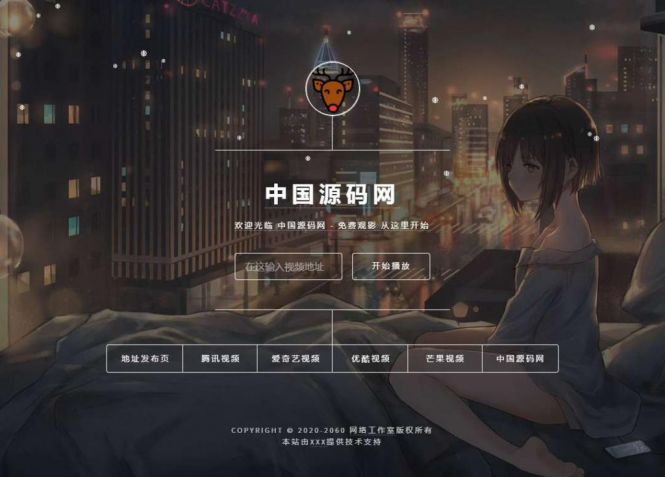 CATZMA
中国源码网
欢迎光临 中国源码网 - 免费观影 从这里开始
在这输入视频地址 开始播放
地址发布页 腾讯视频 爱奇艺视频 优酷视频 芒果视频 中国源码网
COPYRIGHT © 2020-2060 网络工作室版权所有
本站由XXX提供技术支持